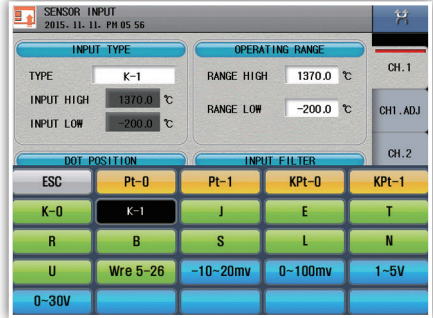 SENSOR INPUT
2015. 11. 11. PM 05 56
INPUT TYPE
OPERATING RANGE
TYPE K-1
RANGE HIGH 1370.0 ℃
CH.1
INPUT HIGH 1370.0 ℃
RANGE LOW -200.0 ℃
CH1.ADJ
INPUT LOW -200.0 ℃
DOT POSITION
INPUT FILTER
CH.2
ESC Pt-0 Pt-1 KPt-0 KPt-1
K-0 K-1 J E T
R B S L N
U Wre 5-26 -10~20mv 0~100mv 1~5V
0~30V